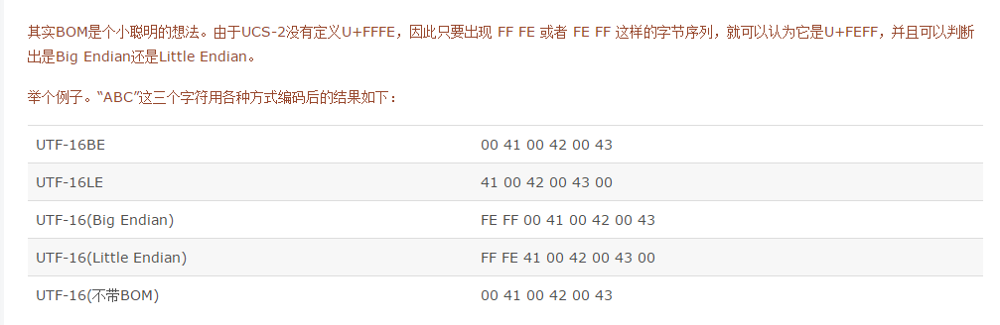 其实BOM是个小聪明的想法。由于UCS-2没有定义U+FFFE，因此只要出现 FF FE 或者 FE FF 这样的字节序列，就可以认为它是U+FEFF，并且可以判断
出是Big Endian还是Little Endian。
举个例子。“ABC”这三个字符用各种方式编码后的结果如下：
UTF-16BE 00 41 00 42 00 43
UTF-16LE 41 00 42 00 43 00
UTF-16(Big Endian) FE FF 00 41 00 42 00 43
UTF-16(Little Endian) FF FE 41 00 42 00 43 00
UTF-16(不带BOM) 00 41 00 42 00 43